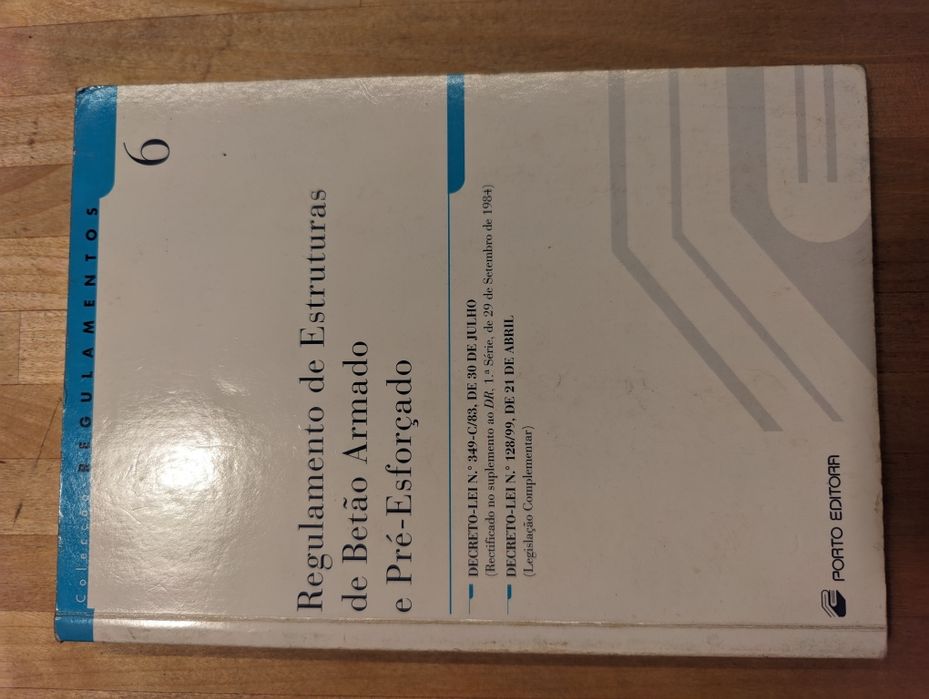 Colecção REGULAMENTOS
6
Regulamento de Estruturas
de Betão Armado
e Pré-Esforçado
DECRETO-LEI N.° 349-C/83, DE 30 DE JULHO
(Rectificado no suplemento ao DR, 1.ª Série, de 29 de Setembro de 1984)
DECRETO-LEI N.° 128/99, DE 21 DE ABRIL
(Legislação Complementar)
PORTO EDITORA